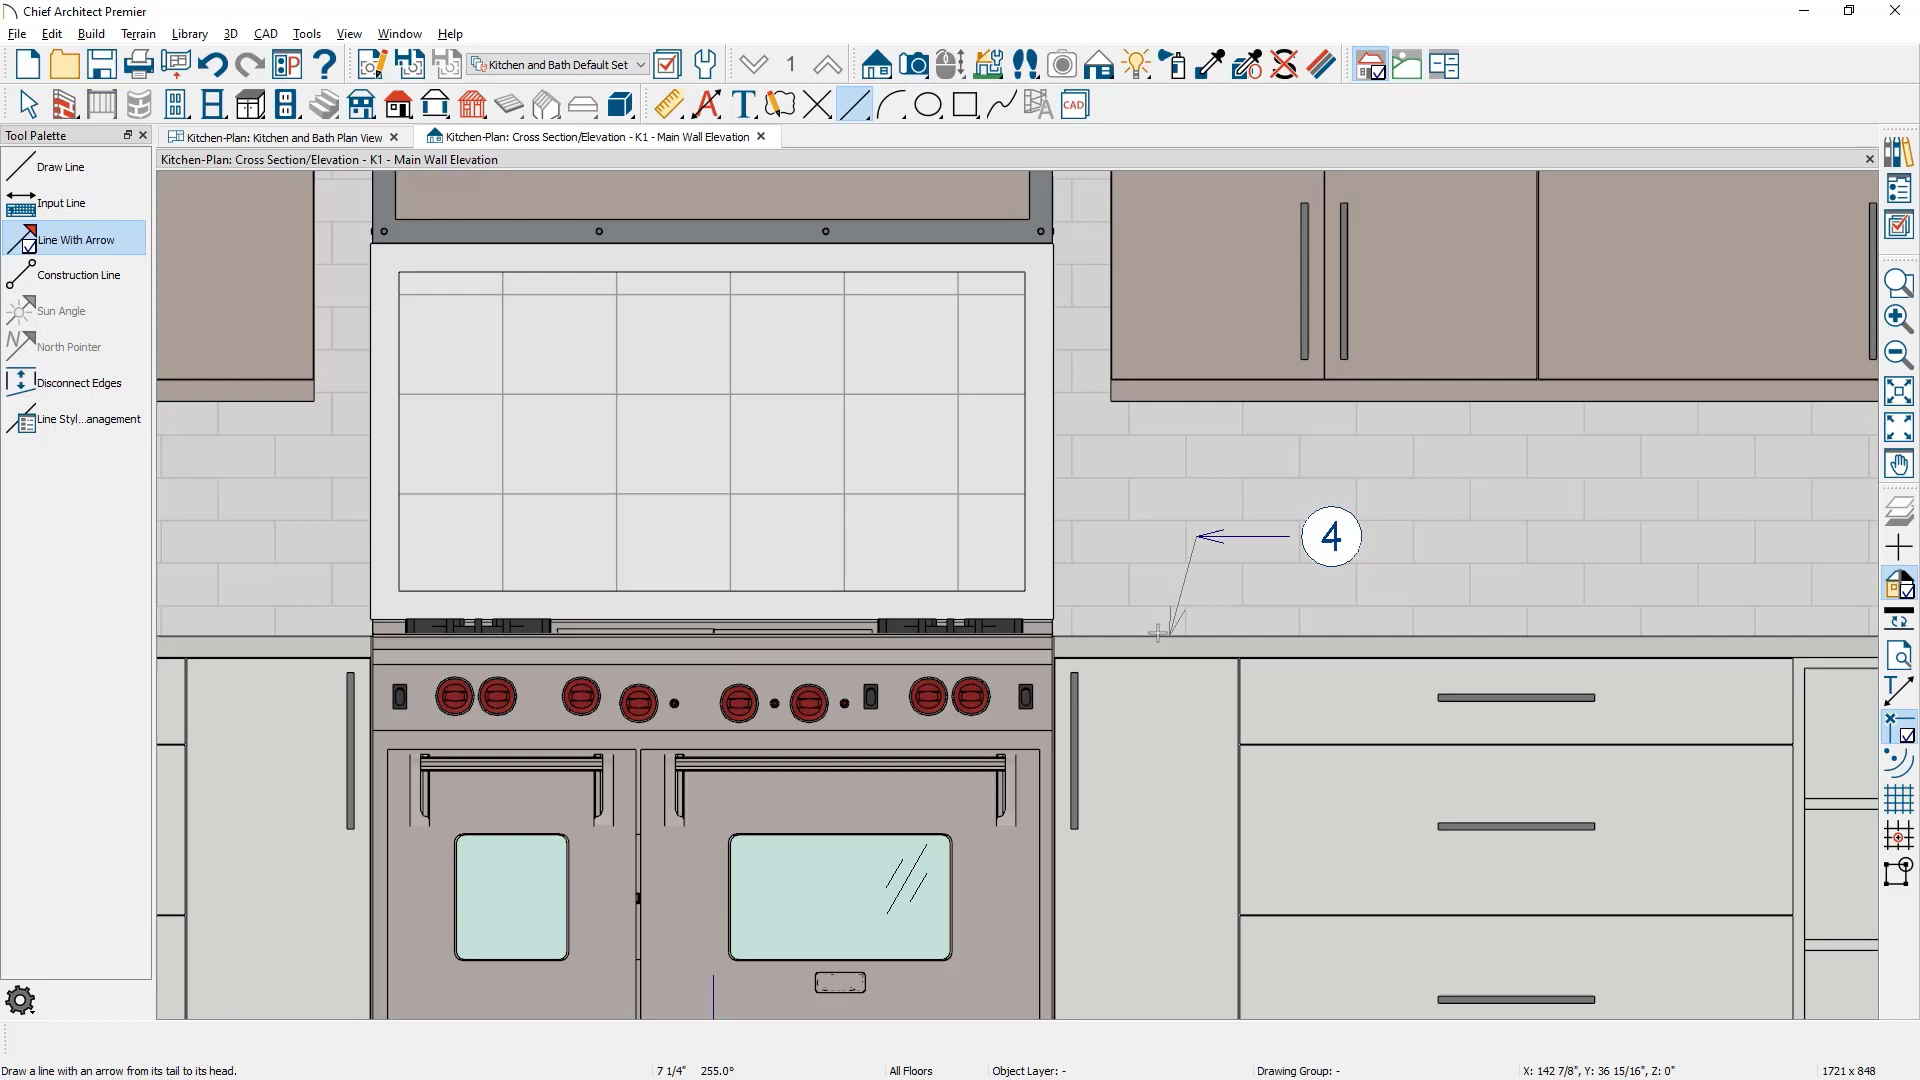 Chief Architect Premier
File Edit Build Terrain Library 3D CAD Tools View Window Help
Kitchen and Bath Default Set
1
CAD
Tool Palette
Kitchen-Plan: Kitchen and Bath Plan View
Kitchen-Plan: Cross Section/Elevation - K1 - Main Wall Elevation
Kitchen-Plan: Cross Section/Elevation - K1 - Main Wall Elevation
Draw Line
Input Line
Line With Arrow
Construction Line
Sun Angle
North Pointer
Disconnect Edges
Line Styl...anagement
4
Draw a line with an arrow from its tail to its head.
7 1/4" 255.0°
All Floors
Object Layer: -
Drawing Group: -
X: 142 7/8", Y: 36 15/16", Z: 0"
1721 x 848